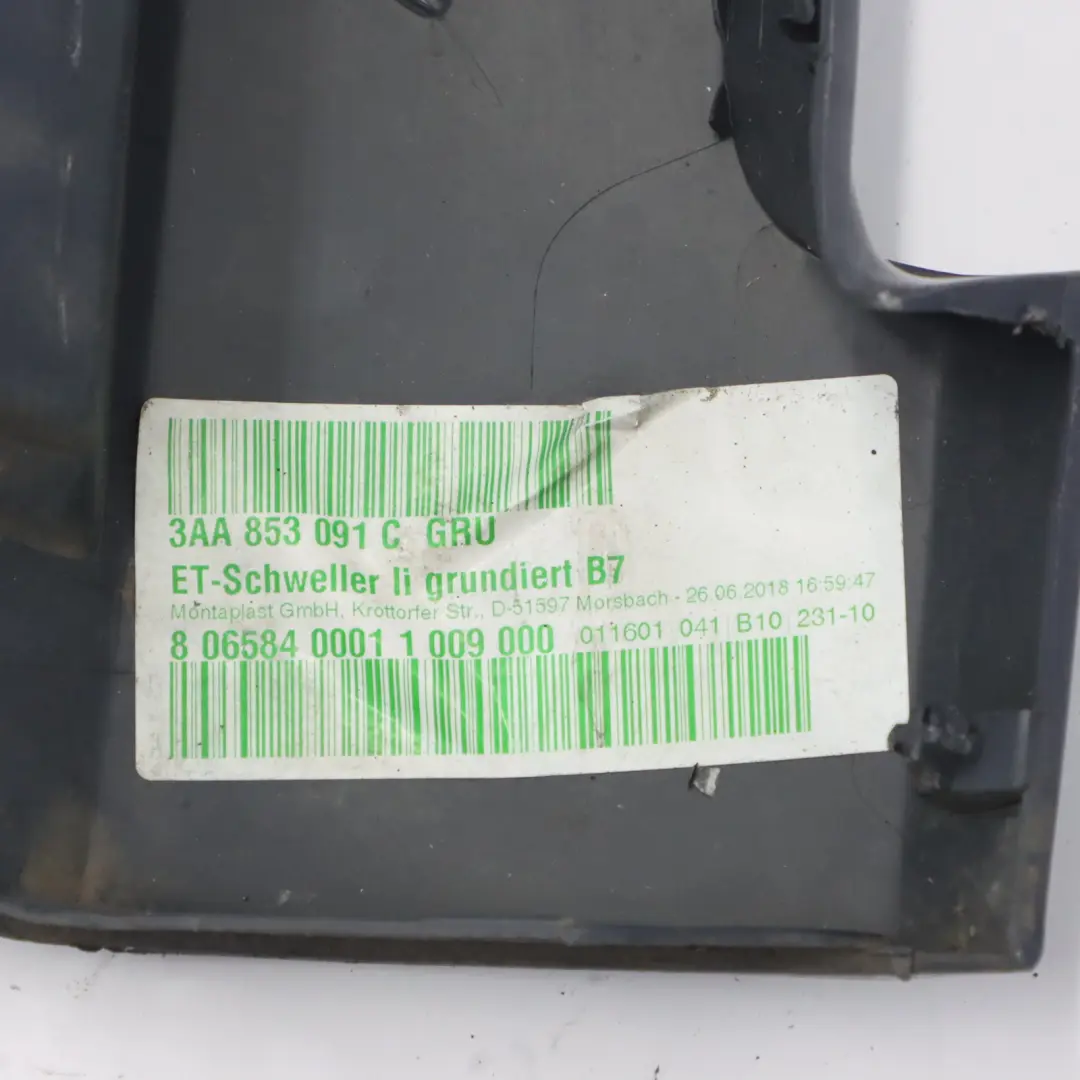 3AA 853 091 C GRU
ET-Schweller li grundiert B7
Montaplast GmbH, Krottorfer Str., D-51597 Morsbach - 26.06.2018 16:59:47
8 06584 0001 1 009 000 011601 041 B10 231-10